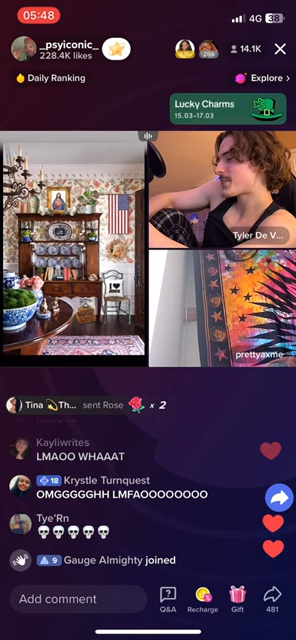 05:48
4G 38
_psyiconic_
228.4K likes
14.1K
Daily Ranking
Explore >
Lucky Charms
15.03–17.03
Tyler De V...
prettyaxme
Tina 💫Th... sent Rose 🌹 x 2
Kayliwrites
LMAOO WHAAAT
18 Krystle Turnquest
OMGGGGGHH LMFAOOOOOOOO
Tye'Rn
💀💀💀💀💀
9 Gauge Almighty joined
Add comment
Q&A
Recharge
Gift
481